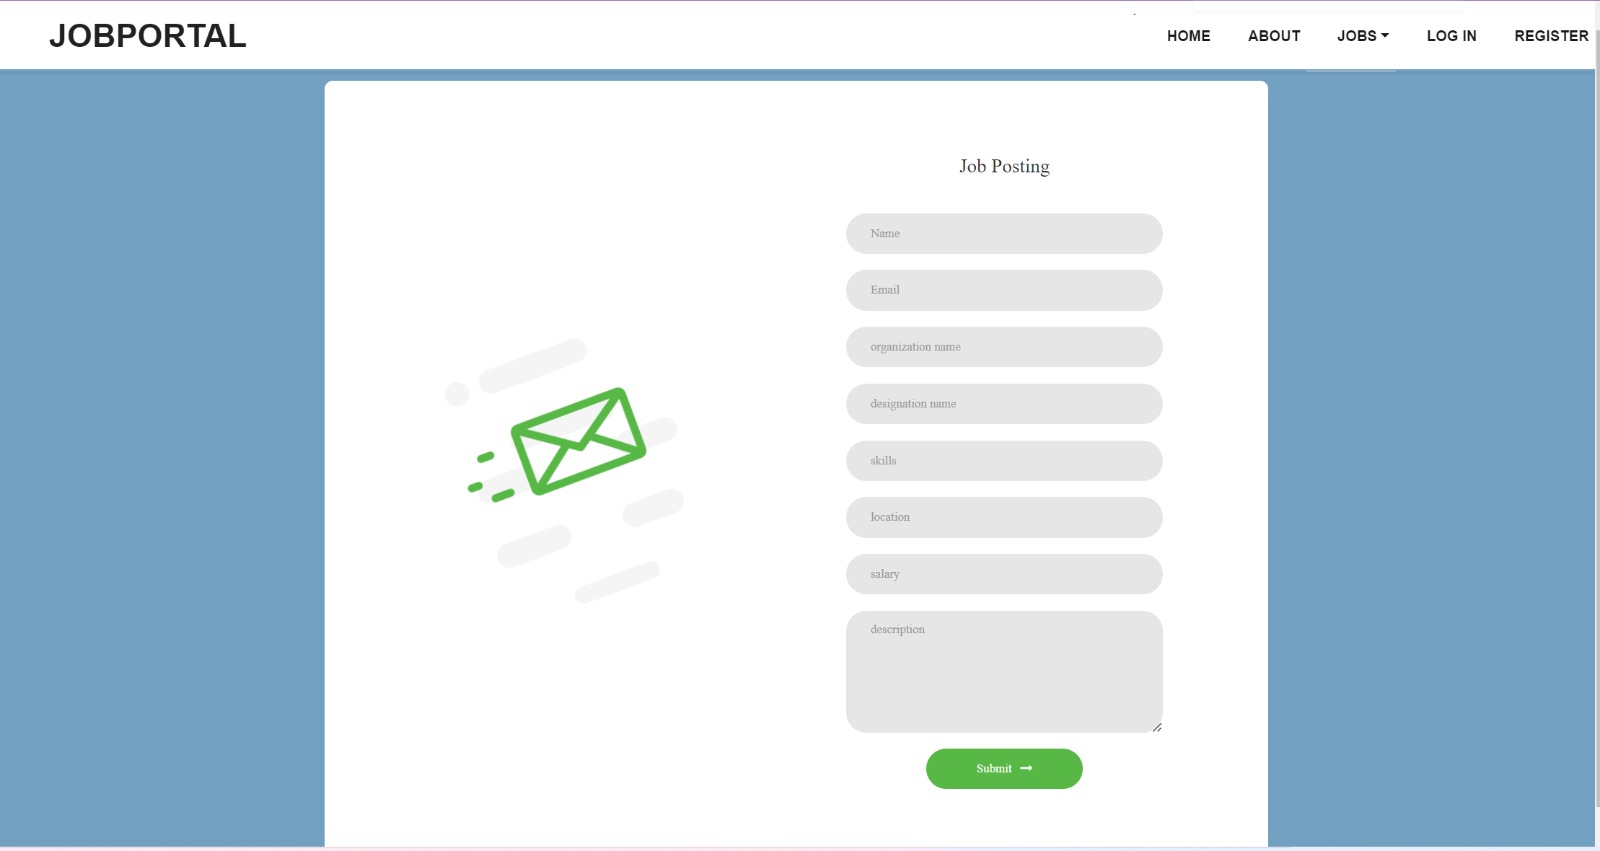 JOBPORTAL
HOME ABOUT JOBS LOG IN REGISTER
Job Posting
Name
Email
organization name
designation name
skills
location
salary
description
Submit